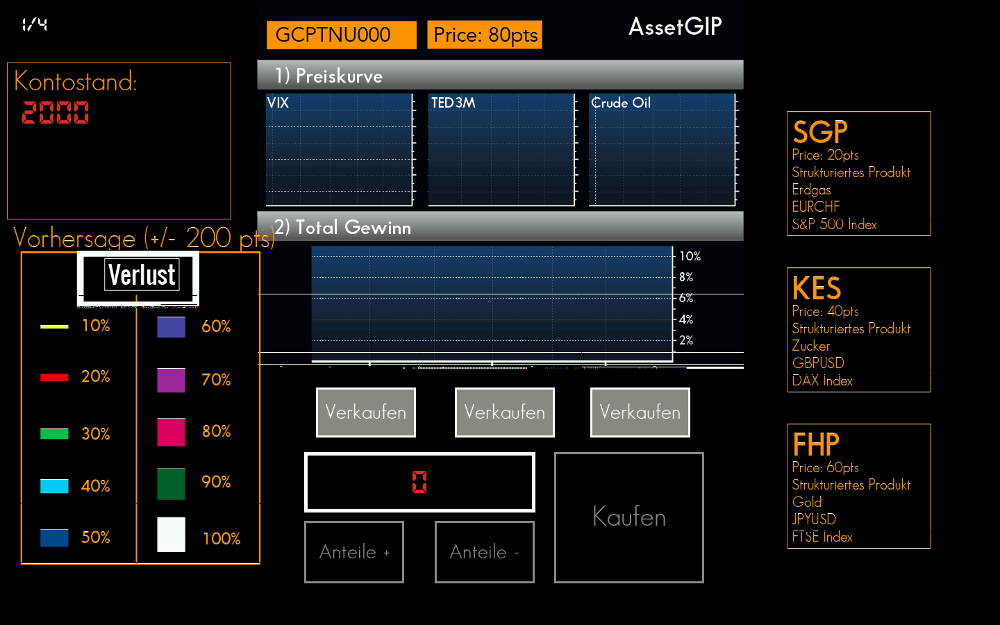 1/4
GCPTNU000
Price: 80pts
AssetGIP
Kontostand:
2000
1) Preiskurve
VIX
TED3M
Crude Oil
2) Total Gewinn
10%
8%
6%
4%
2%
Vorhersage (+/- 200 pts)
Verlust
10%
60%
20%
70%
30%
80%
40%
90%
50%
100%
Verkaufen
Verkaufen
Verkaufen
0
Kaufen
Anteile +
Anteile -
SGP
Price: 20pts
Strukturiertes Produkt
Erdgas
EURCHF
S&P 500 Index
KES
Price: 40pts
Strukturiertes Produkt
Zucker
GBPUSD
DAX Index
FHP
Price: 60pts
Strukturiertes Produkt
Gold
JPYUSD
FTSE Index